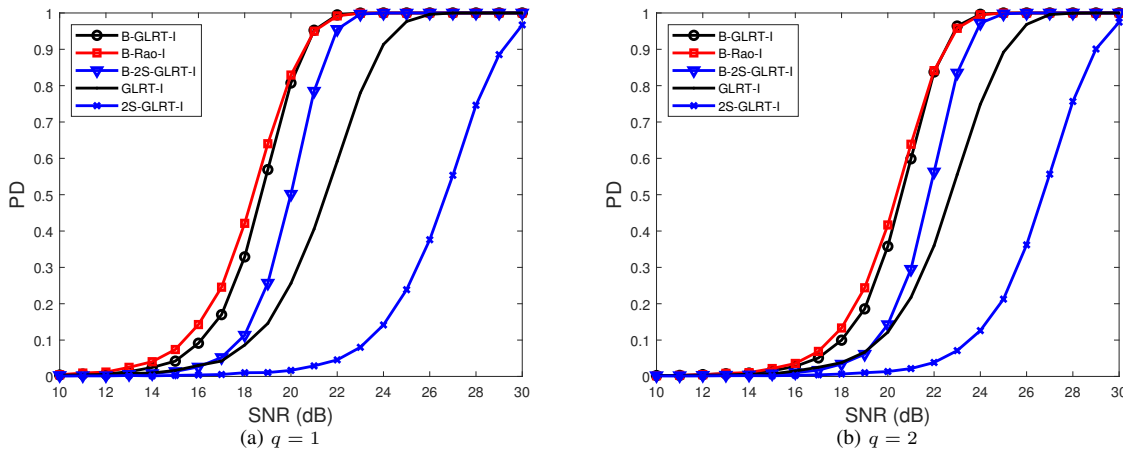 1
0.9
0.8
0.7
0.6
0.5
0.4
0.3
0.2
0.1
0
PD
B-GLRT-I
B-Rao-I
B-2S-GLRT-I
GLRT-I
2S-GLRT-I
10 12 14 16 18 20 22 24 26 28 30
SNR (dB)
(a) q = 1
1
0.9
0.8
0.7
0.6
0.5
0.4
0.3
0.2
0.1
0
PD
B-GLRT-I
B-Rao-I
B-2S-GLRT-I
GLRT-I
2S-GLRT-I
10 12 14 16 18 20 22 24 26 28 30
SNR (dB)
(b) q = 2